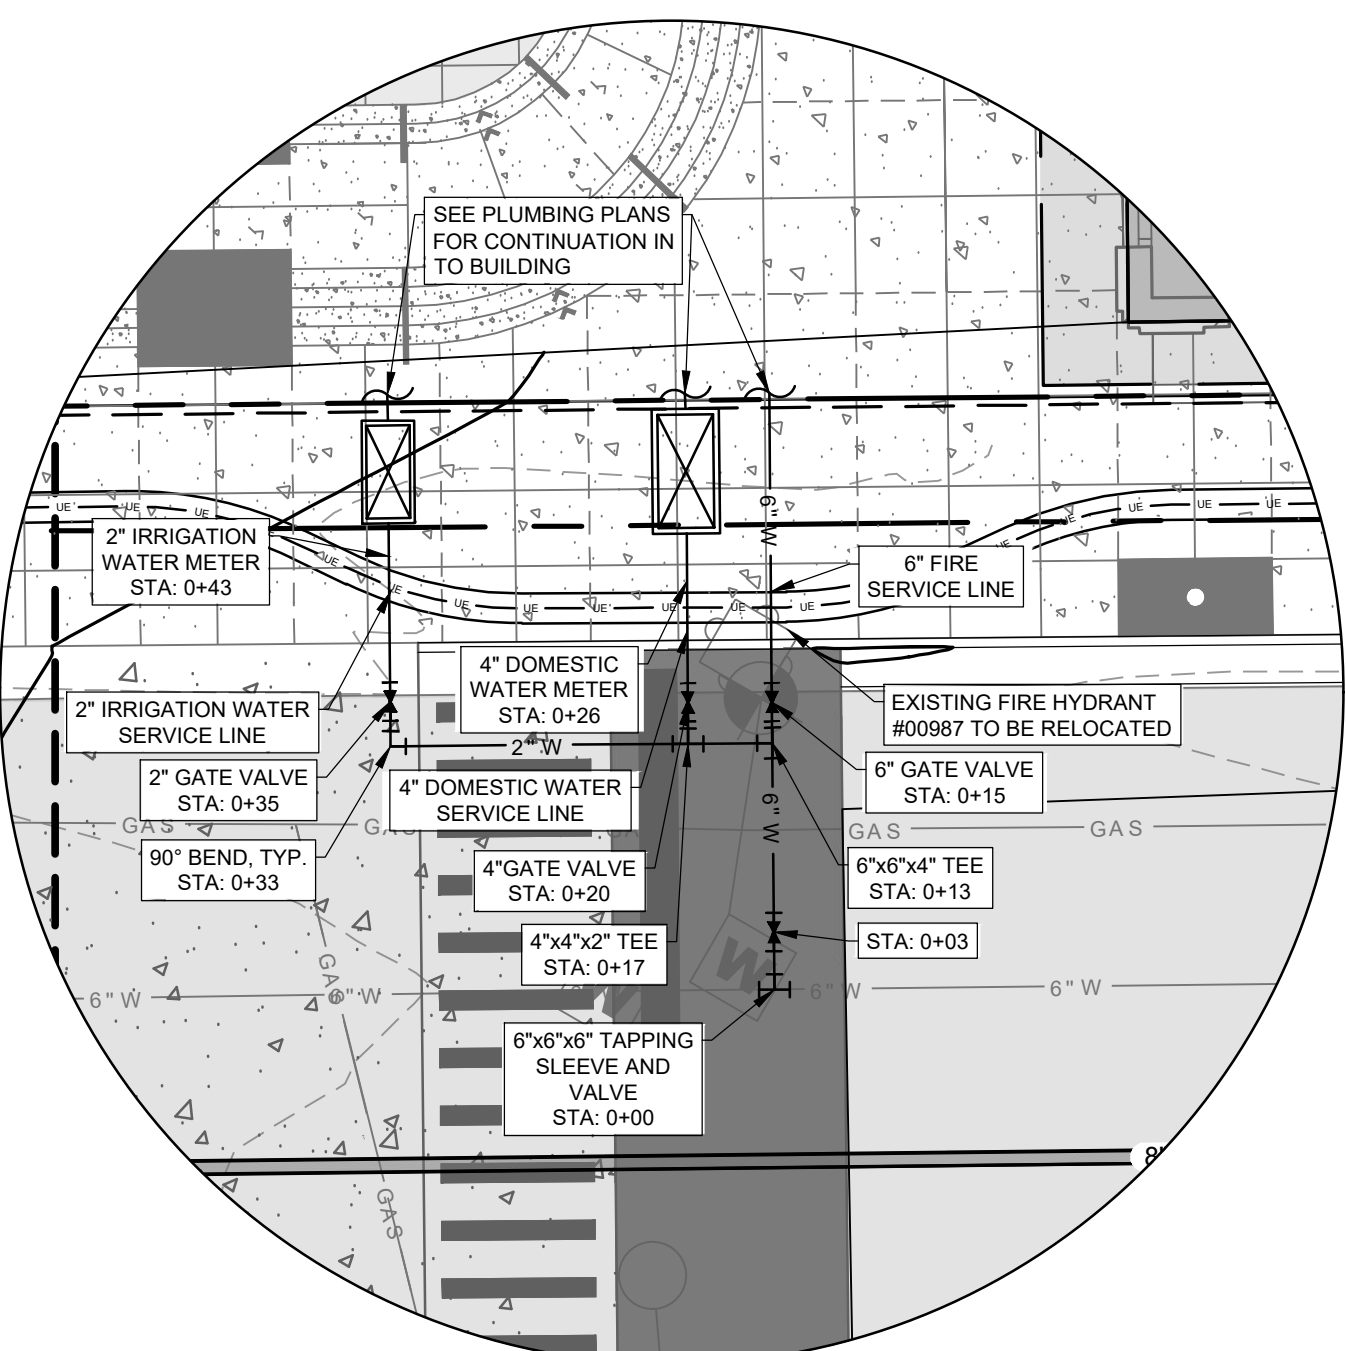 SEE PLUMBING PLANS
FOR CONTINUATION IN
TO BUILDING
UE
UE
UE
6" W
2" IRRIGATION
WATER METER
STA: 0+43
UE
UE
UE
UE
UE
UE
UE
UE
UE
UE
UE
UE
UE
UE
6" FIRE
SERVICE LINE
4" DOMESTIC
WATER METER
STA: 0+26
2" IRRIGATION WATER
SERVICE LINE
EXISTING FIRE HYDRANT
#00987 TO BE RELOCATED
2" W
2" GATE VALVE
STA: 0+35
4" DOMESTIC WATER
SERVICE LINE
6" W
6" GATE VALVE
STA: 0+15
GAS
GAS
GAS
90° BEND, TYP.
STA: 0+33
4"GATE VALVE
STA: 0+20
6"x6"x4" TEE
STA: 0+13
4"x4"x2" TEE
STA: 0+17
STA: 0+03
W
GAS
6" W
6" W
W
6" W
6" W
6"x6"x6" TAPPING
SLEEVE AND
VALVE
STA: 0+00
8"
GAS